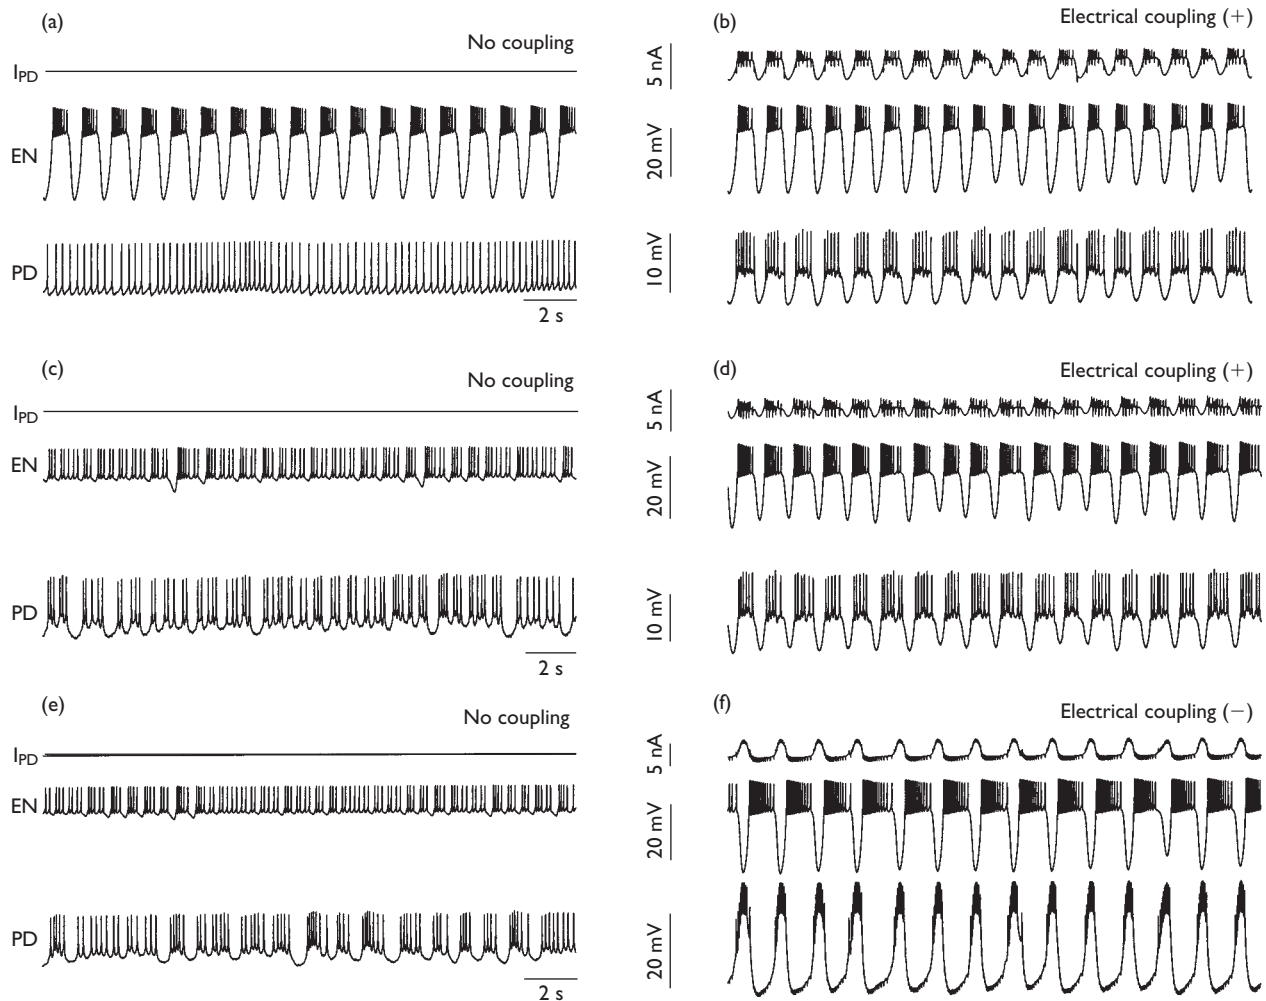 (a)
No coupling
I_PD
EN
PD
2 s
(b)
Electrical coupling (+)
5 nA
20 mV
10 mV
(c)
No coupling
I_PD
EN
PD
2 s
(d)
Electrical coupling (+)
5 nA
20 mV
10 mV
(e)
No coupling
I_PD
EN
PD
2 s
(f)
Electrical coupling (−)
5 nA
20 mV
20 mV